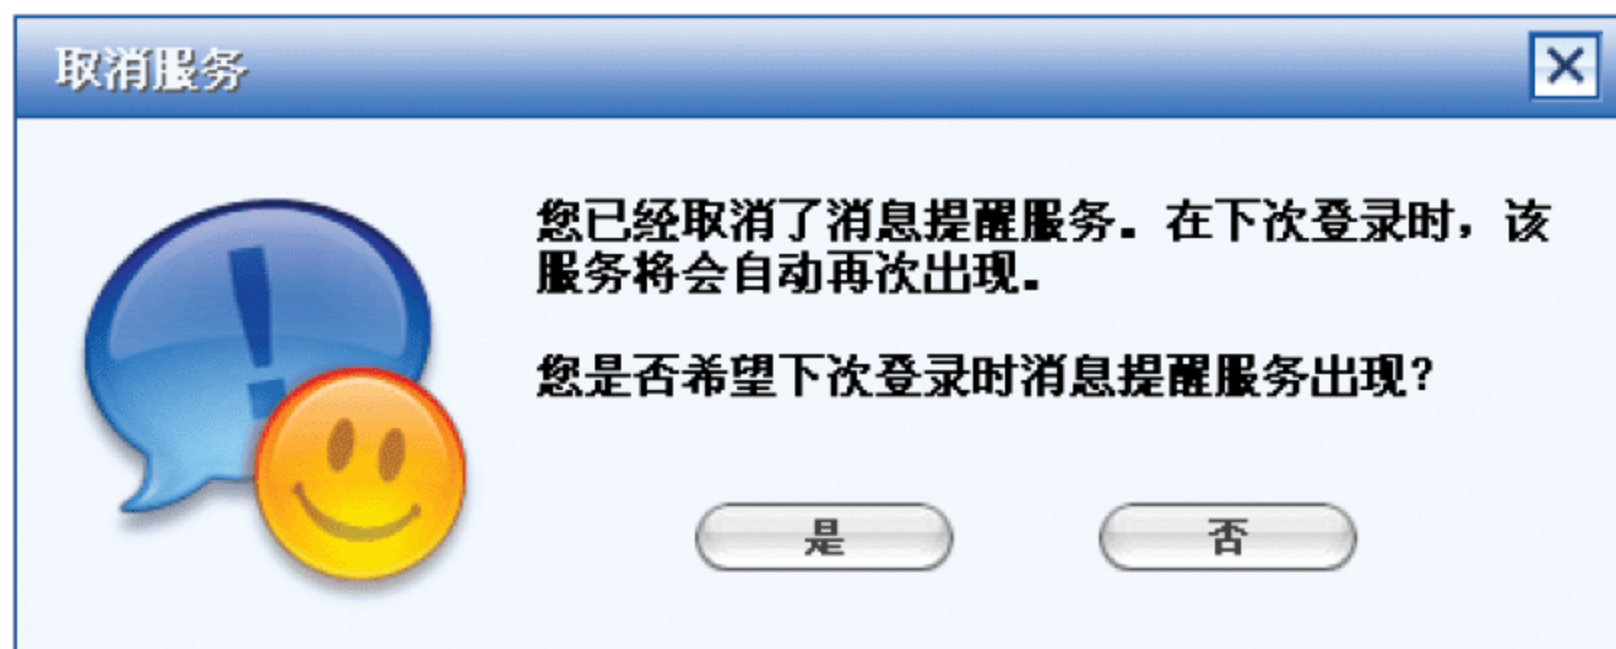 取消服务
您已经取消了消息提醒服务。在下次登录时，该
服务将会自动再次出现。
您是否希望下次登录时消息提醒服务出现？
是
否